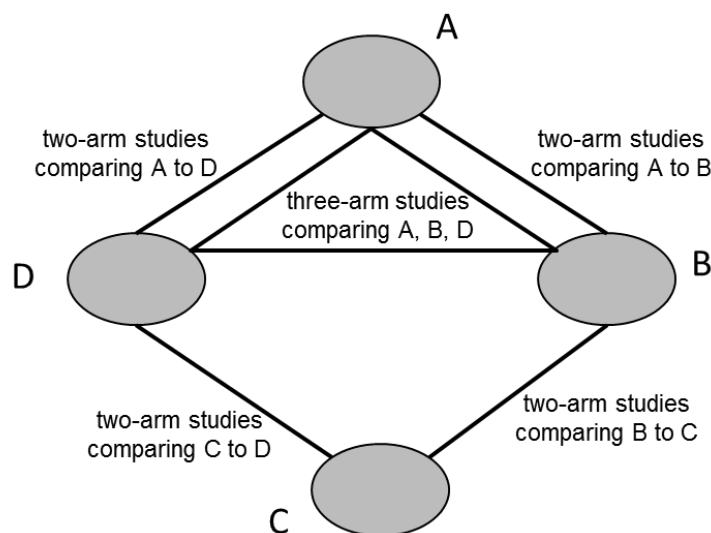 A
two-arm studies
comparing A to D
two-arm studies
comparing A to B
three-arm studies
comparing A, B, D
D
B
two-arm studies
comparing C to D
two-arm studies
comparing B to C
C